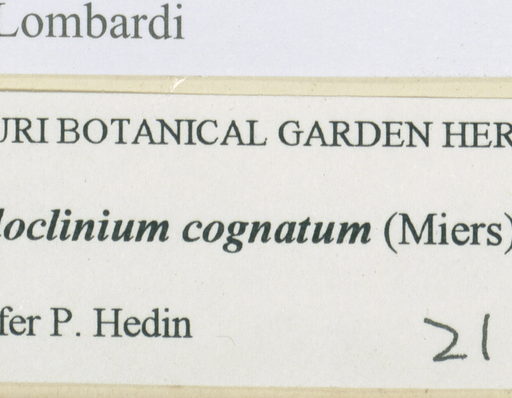 Lombardi
URI BOTANICAL GARDEN HER
loclinium cognatum (Miers)
fer P. Hedin
21